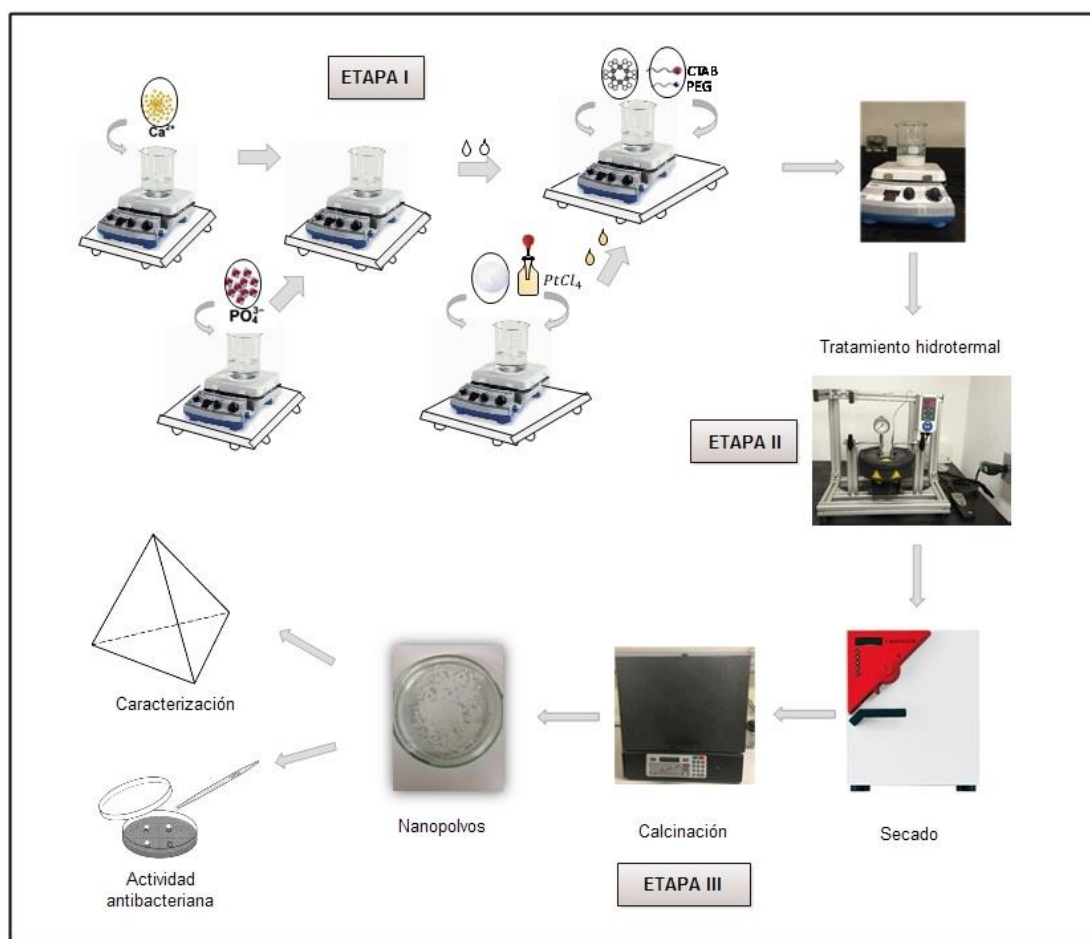 ETAPA I
CTAB
PEG
Ca²⁺
PtCl₄
PO₄³⁻
Tratamiento hidrotermal
ETAPA II
Caracterización
Nanopolvos
Calcinación
Secado
Actividad
antibacteriana
ETAPA III